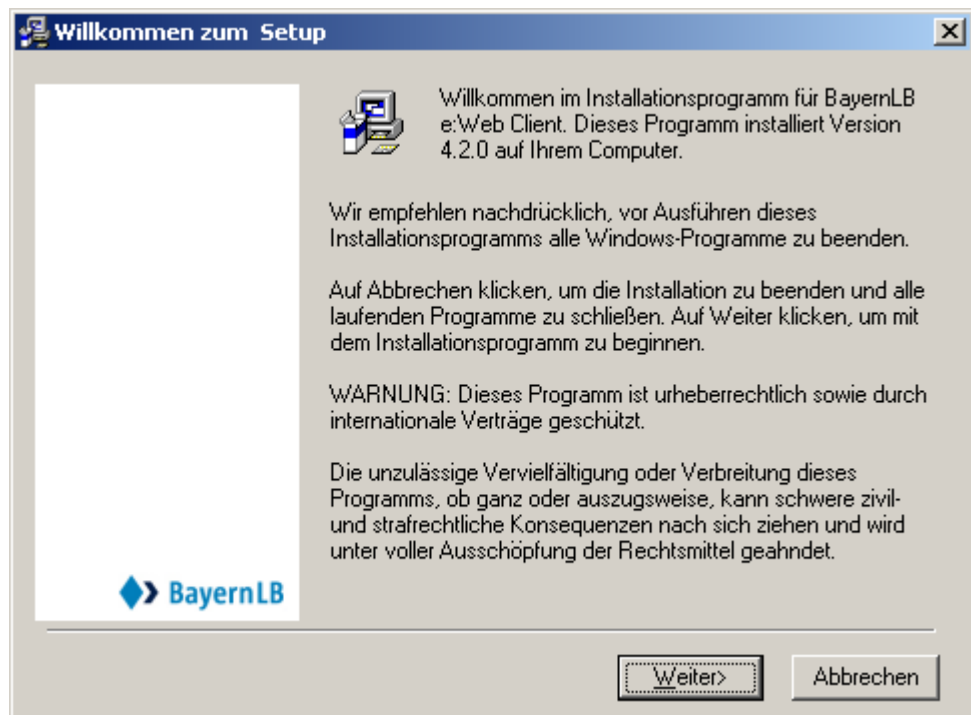 Willkommen zum  Setup
Willkommen im Installationsprogramm für BayernLB
e:Web Client. Dieses Programm installiert Version
4.2.0 auf Ihrem Computer.
Wir empfehlen nachdrücklich, vor Ausführen dieses
Installationsprogramms alle Windows-Programme zu beenden.
Auf Abbrechen klicken, um die Installation zu beenden und alle
laufenden Programme zu schließen. Auf Weiter klicken, um mit
dem Installationsprogramm zu beginnen.
WARNUNG: Dieses Programm ist urheberrechtlich sowie durch
internationale Verträge geschützt.
Die unzulässige Vervielfältigung oder Verbreitung dieses
Programms, ob ganz oder auszugsweise, kann schwere zivil-
und strafrechtliche Konsequenzen nach sich ziehen und wird
unter voller Ausschöpfung der Rechtsmittel geahndet.
BayernLB
Weiter>
Abbrechen